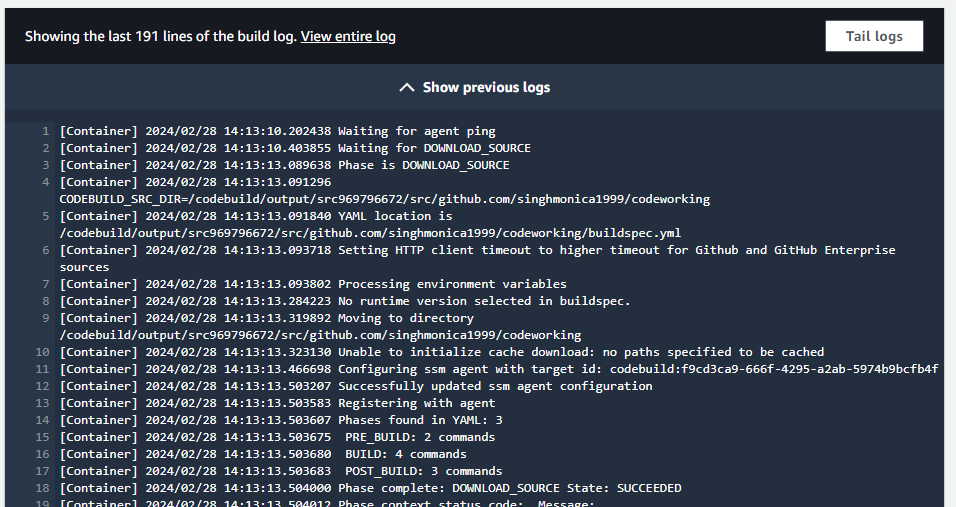 Showing the last 191 lines of the build log. View entire log
Tail logs
Show previous logs
1 [Container] 2024/02/28 14:13:10.202438 Waiting for agent ping
2 [Container] 2024/02/28 14:13:10.403855 Waiting for DOWNLOAD_SOURCE
3 [Container] 2024/02/28 14:13:13.089638 Phase is DOWNLOAD_SOURCE
4 [Container] 2024/02/28 14:13:13.091296
CODEBUILD_SRC_DIR=/codebuild/output/src969796672/src/github.com/singhmonica1999/codeworking
5 [Container] 2024/02/28 14:13:13.091840 YAML location is
/codebuild/output/src969796672/src/github.com/singhmonica1999/codeworking/buildspec.yml
6 [Container] 2024/02/28 14:13:13.093718 Setting HTTP client timeout to higher timeout for Github and GitHub Enterprise
sources
7 [Container] 2024/02/28 14:13:13.093802 Processing environment variables
8 [Container] 2024/02/28 14:13:13.284223 No runtime version selected in buildspec.
9 [Container] 2024/02/28 14:13:13.319892 Moving to directory
/codebuild/output/src969796672/src/github.com/singhmonica1999/codeworking
10 [Container] 2024/02/28 14:13:13.323130 Unable to initialize cache download: no paths specified to be cached
11 [Container] 2024/02/28 14:13:13.466698 Configuring ssm agent with target id: codebuild:f9cd3ca9-666f-4295-a2ab-5974b9bcfb4f
12 [Container] 2024/02/28 14:13:13.503207 Successfully updated ssm agent configuration
13 [Container] 2024/02/28 14:13:13.503583 Registering with agent
14 [Container] 2024/02/28 14:13:13.503607 Phases found in YAML: 3
15 [Container] 2024/02/28 14:13:13.503675  PRE_BUILD: 2 commands
16 [Container] 2024/02/28 14:13:13.503680  BUILD: 4 commands
17 [Container] 2024/02/28 14:13:13.503683  POST_BUILD: 3 commands
18 [Container] 2024/02/28 14:13:13.504000 Phase complete: DOWNLOAD_SOURCE State: SUCCEEDED
19 [Container] 2024/02/28 14:13:13.504012 Phase context status code:  Message: